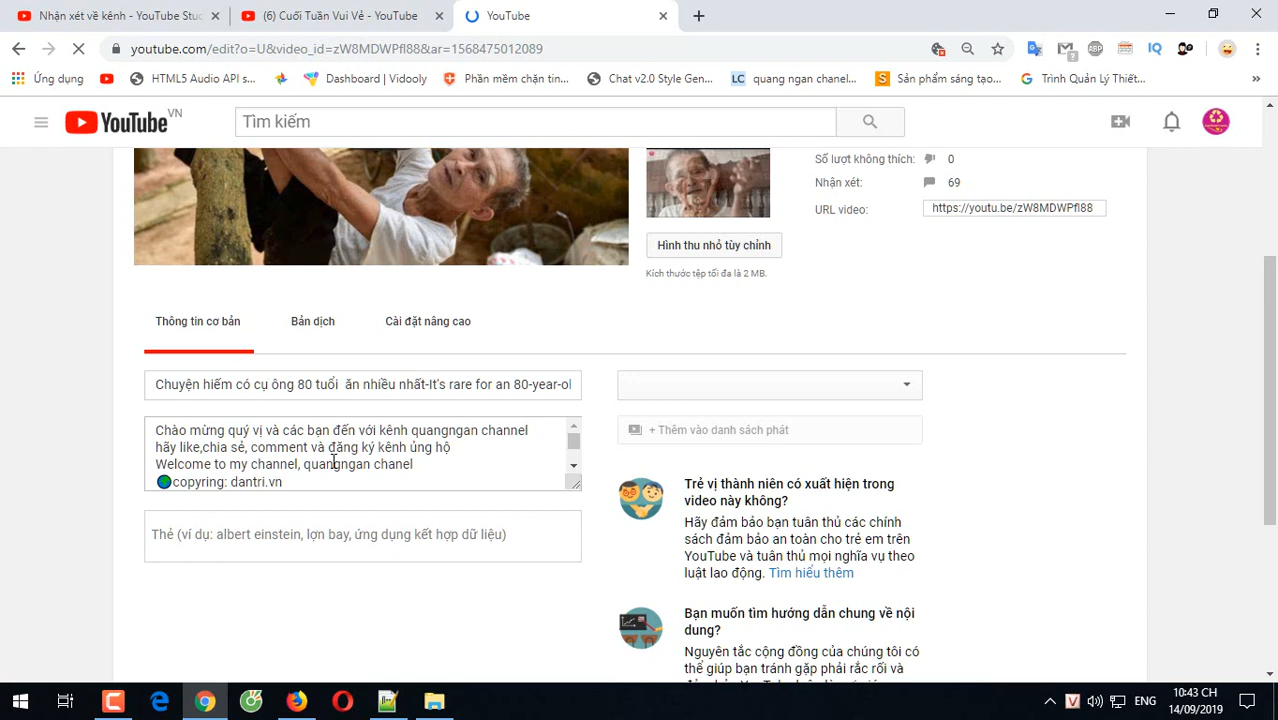 Nhận xét về kênh - YouTube Stud
(6) Cuối Tuần Vui Vẻ - YouTube
YouTube
youtube.com/edit?o=U&video_id=zW8MDWPfl88&ar=1568475012089
Ứng dụng
HTML5 Audio API s...
Dashboard | Vidooly
Phần mềm chặn tin...
Chat v2.0 Style Gen...
LC quang ngan chanel...
S Sản phẩm sáng tạo...
Trình Quản Lý Thiết...
YouTube VN
Tìm kiếm
Số lượt không thích: 0
Nhận xét: 69
URL video: https://youtu.be/zW8MDWPfl88
Hình thu nhỏ tùy chỉnh
Kích thước tệp tối đa là 2 MB.
Thông tin cơ bản
Bản dịch
Cài đặt nâng cao
Chuyện hiếm có cụ ông 80 tuổi ăn nhiều nhất-It's rare for an 80-year-ol
Chào mừng quý vị và các bạn đến với kênh quangngan channel
hãy like,chia sẻ, comment và đăng ký kênh ủng hộ
Welcome to my channel, quangngan chanel
copyring: dantri.vn
+ Thêm vào danh sách phát
Thẻ (ví dụ: albert einstein, lợn bay, ứng dụng kết hợp dữ liệu)
Trẻ vị thành niên có xuất hiện trong
video này không?
Hãy đảm bảo bạn tuân thủ các chính
sách đảm bảo an toàn cho trẻ em trên
YouTube và tuân thủ mọi nghĩa vụ theo
luật lao động. Tìm hiểu thêm
Bạn muốn tìm hướng dẫn chung về nội
dung?
Nguyên tắc cộng đồng của chúng tôi có
thể giúp bạn tránh gặp phải rắc rối và
ENG
10:43 CH
14/09/2019